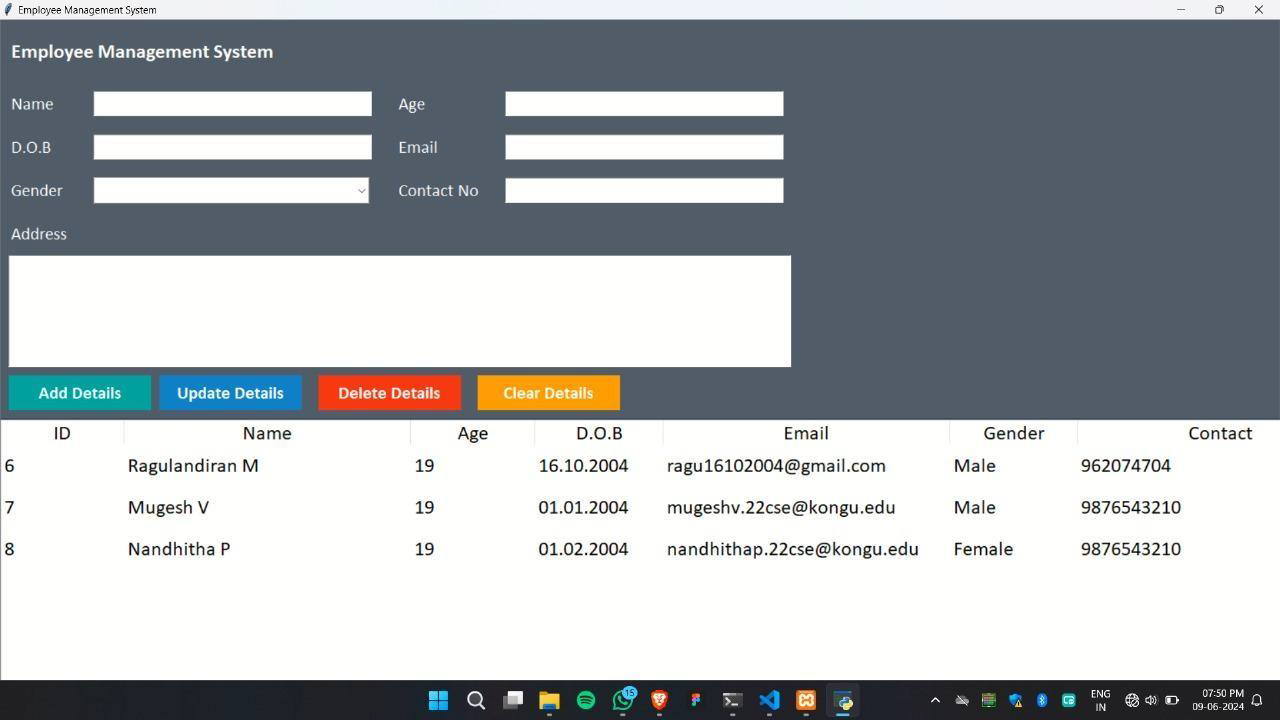 Employee Management System
Employee Management System
Name Age
D.O.B Email
Gender Contact No
Address
Add Details Update Details Delete Details Clear Details
ID Name Age D.O.B Email Gender Contact
6 Ragulandiran M 19 16.10.2004 ragu16102004@gmail.com Male 962074704
7 Mugesh V 19 01.01.2004 mugeshv.22cse@kongu.edu Male 9876543210
8 Nandhitha P 19 01.02.2004 nandhithap.22cse@kongu.edu Female 9876543210
15 ENG 07:50 PM
IN 09-06-2024